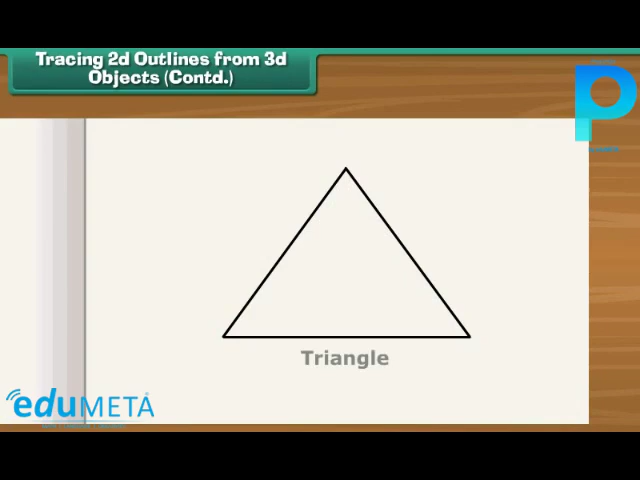 Tracing 2d Outlines from 3d
Objects (Contd.)
P
Triangle
eduMETA